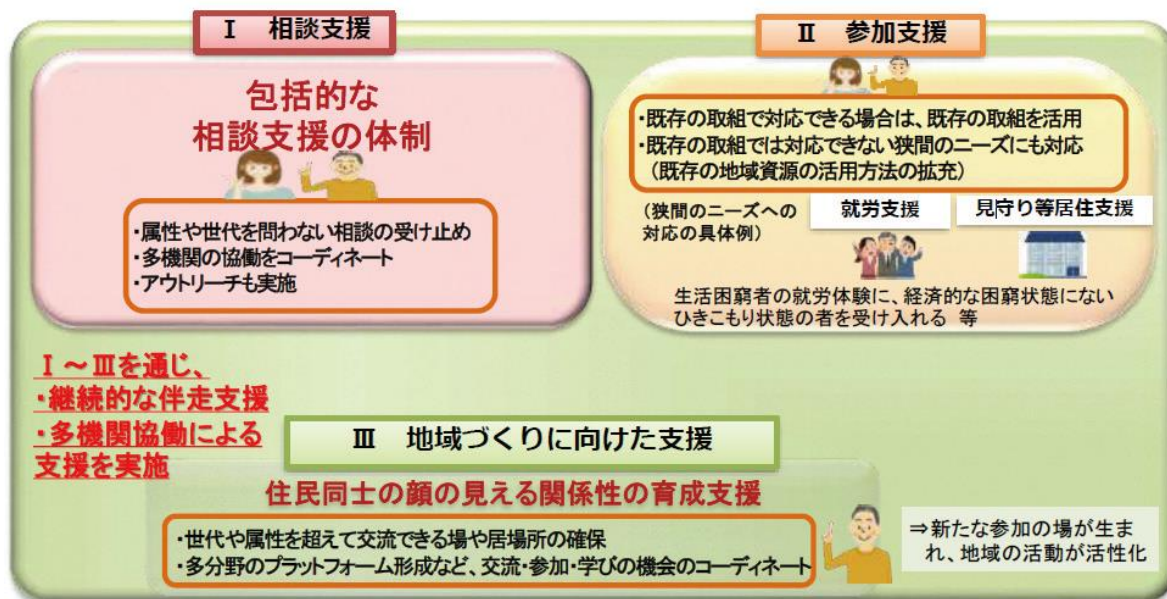 Ⅰ 相談支援
包括的な
相談支援の体制
・属性や世代を問わない相談の受け止め
・多機関の協働をコーディネート
・アウトリーチも実施
Ⅱ 参加支援
・既存の取組で対応できる場合は、既存の取組を活用
・既存の取組では対応できない狭間のニーズにも対応
（既存の地域資源の活用方法の拡充）
（狭間のニーズへの
対応の具体例）
就労支援
見守り等居住支援
生活困窮者の就労体験に、経済的な困窮状態にない
ひきこもり状態の者を受け入れる 等
Ⅰ～Ⅲを通じ、
・継続的な伴走支援
・多機関協働による
支援を実施
Ⅲ 地域づくりに向けた支援
住民同士の顔の見える関係性の育成支援
・世代や属性を超えて交流できる場や居場所の確保
・多分野のプラットフォーム形成など、交流・参加・学びの機会のコーディネート
⇒新たな参加の場が生ま
れ、地域の活動が活性化